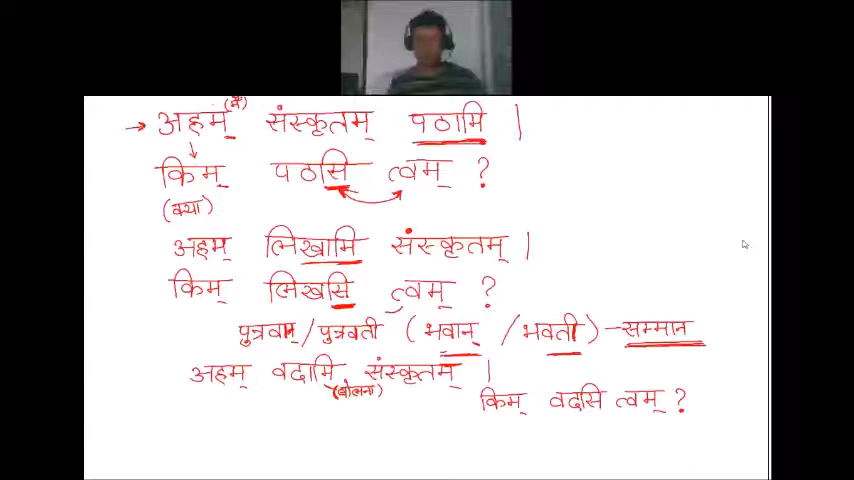 → अहम् (मैं) संस्कृतम् पठामि |
किम् पठसि त्वम् ?
(क्या)
अहम् लिखामि संस्कृतम् |
किम् लिखसि त्वम् ?
पुत्रवान् / पुत्रवती (भवान् / भवती) - सम्मान
अहम् वदामि संस्कृतम् |
(बोलना)
किम् वदसि त्वम् ?